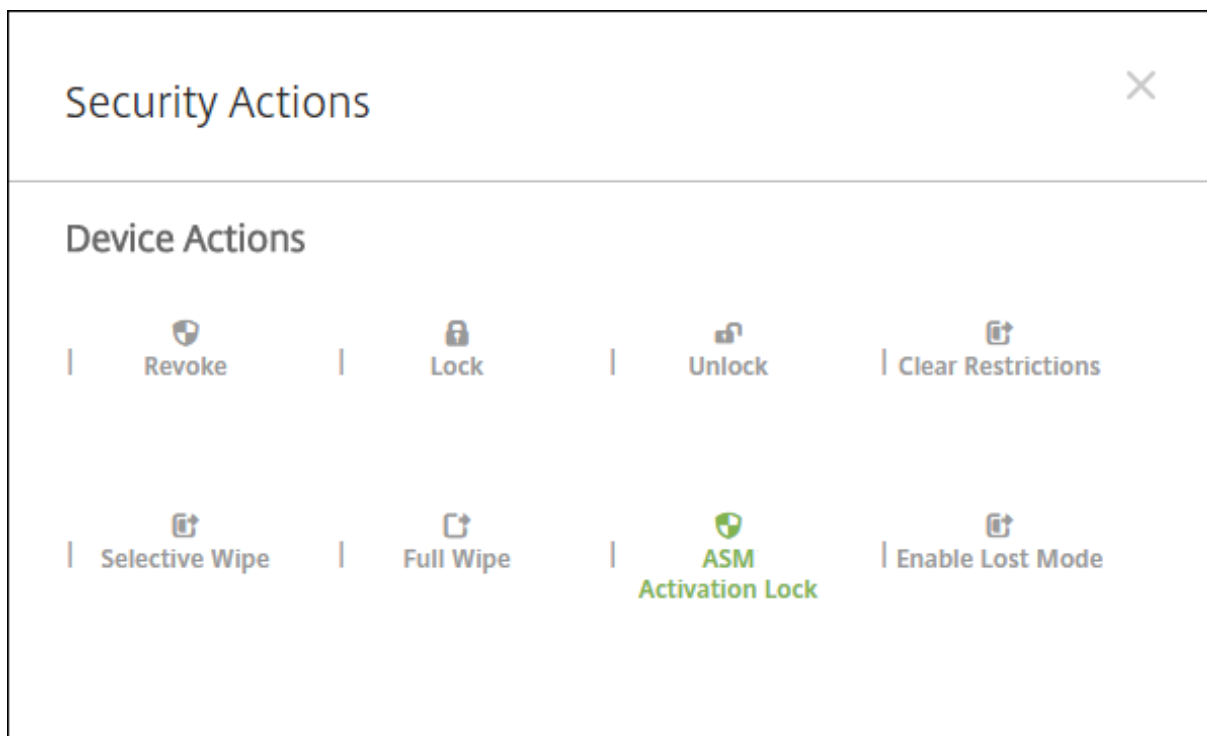 Security Actions
Device Actions
Revoke
Lock
Unlock
Clear Restrictions
Selective Wipe
Full Wipe
ASM
Activation Lock
Enable Lost Mode